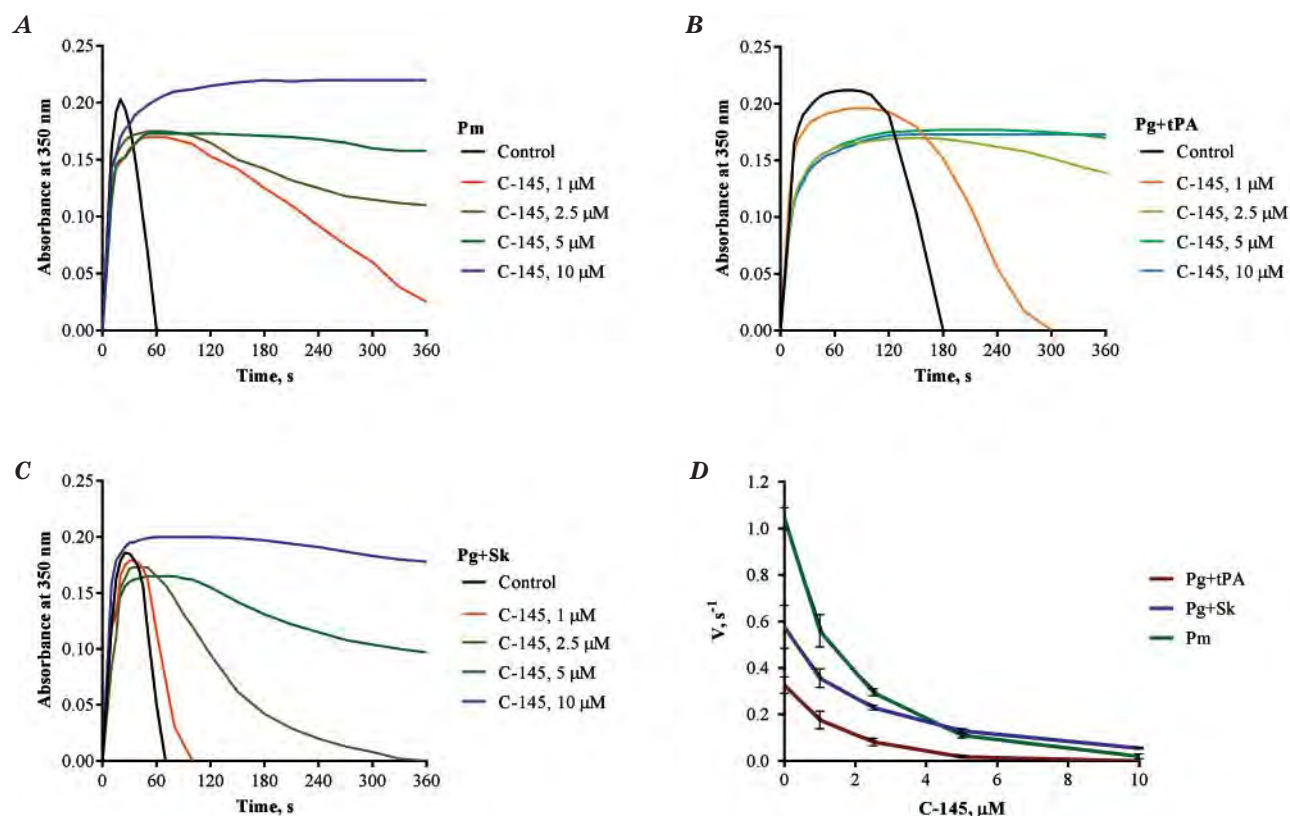 A
0.25
0.20
0.15
0.10
0.05
0.00
Absorbance at 350 nm
0 60 120 180 240 300 360
Time, s
Pm
Control
C-145, 1 μM
C-145, 2.5 μM
C-145, 5 μM
C-145, 10 μM
B
0.25
0.20
0.15
0.10
0.05
0.00
Absorbance at 350 nm
0 60 120 180 240 300 360
Time, s
Pg+tPA
Control
C-145, 1 μM
C-145, 2.5 μM
C-145, 5 μM
C-145, 10 μM
C
0.25
0.20
0.15
0.10
0.05
0.00
Absorbance at 350 nm
0 60 120 180 240 300 360
Time, s
Pg+Sk
Control
C-145, 1 μM
C-145, 2.5 μM
C-145, 5 μM
C-145, 10 μM
D
1.2
1.0
0.8
0.6
0.4
0.2
0.0
V, s⁻¹
0 2 4 6 8 10
C-145, μM
Pg+tPA
Pg+Sk
Pm